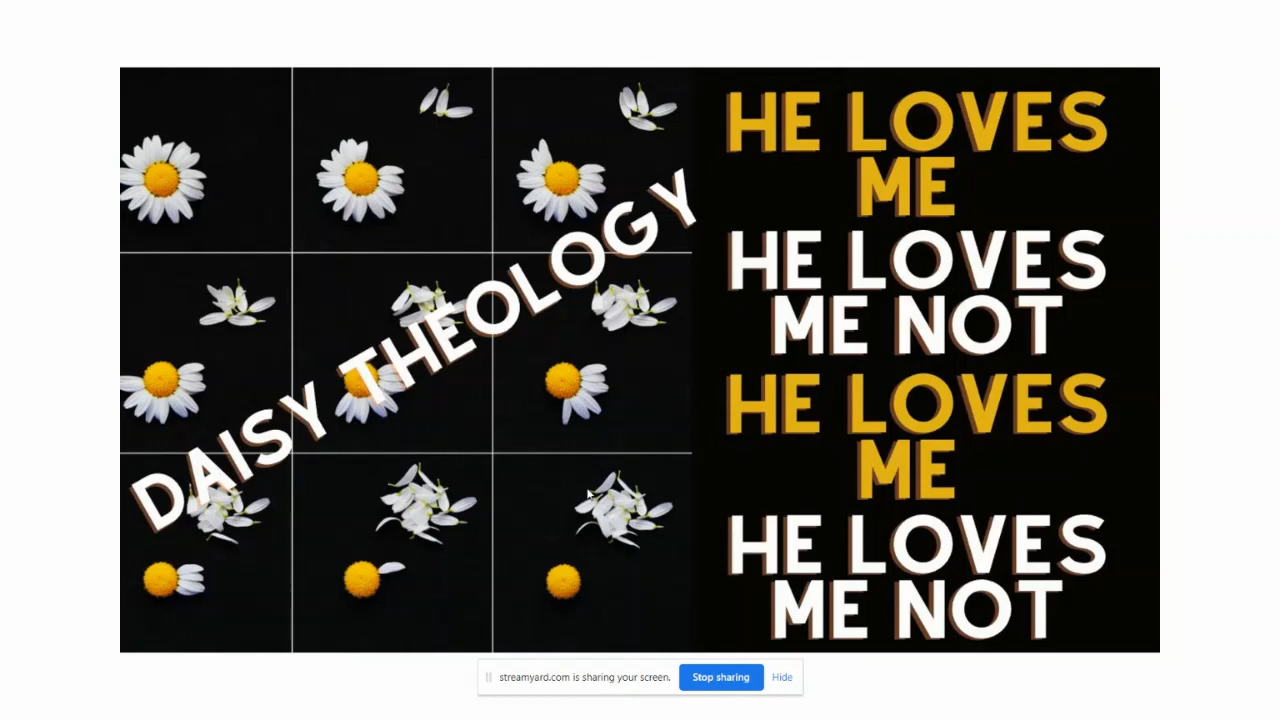 DAISY THEOLOGY
HE LOVES
ME
HE LOVES
ME NOT
HE LOVES
ME
HE LOVES
ME NOT
streamyard.com is sharing your screen. Stop sharing Hide